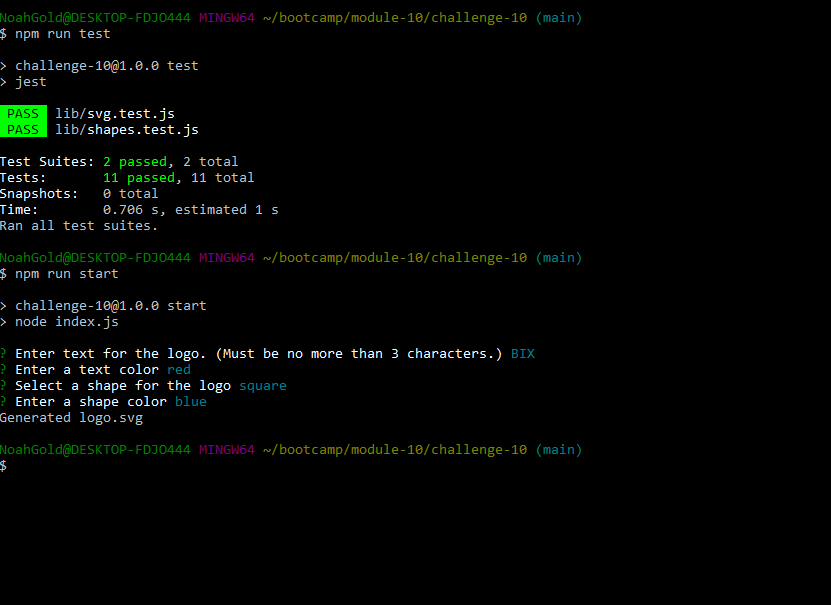 NoahGold@DESKTOP-FDJO444 MINGW64 ~/bootcamp/module-10/challenge-10 (main)
$ npm run test
> challenge-10@1.0.0 test
> jest
PASS lib/svg.test.js
PASS lib/shapes.test.js
Test Suites: 2 passed, 2 total
Tests:       11 passed, 11 total
Snapshots:   0 total
Time:        0.706 s, estimated 1 s
Ran all test suites.
NoahGold@DESKTOP-FDJO444 MINGW64 ~/bootcamp/module-10/challenge-10 (main)
$ npm run start
> challenge-10@1.0.0 start
> node index.js
? Enter text for the logo. (Must be no more than 3 characters.) BIX
? Enter a text color red
? Select a shape for the logo square
? Enter a shape color blue
Generated logo.svg
NoahGold@DESKTOP-FDJO444 MINGW64 ~/bootcamp/module-10/challenge-10 (main)
$